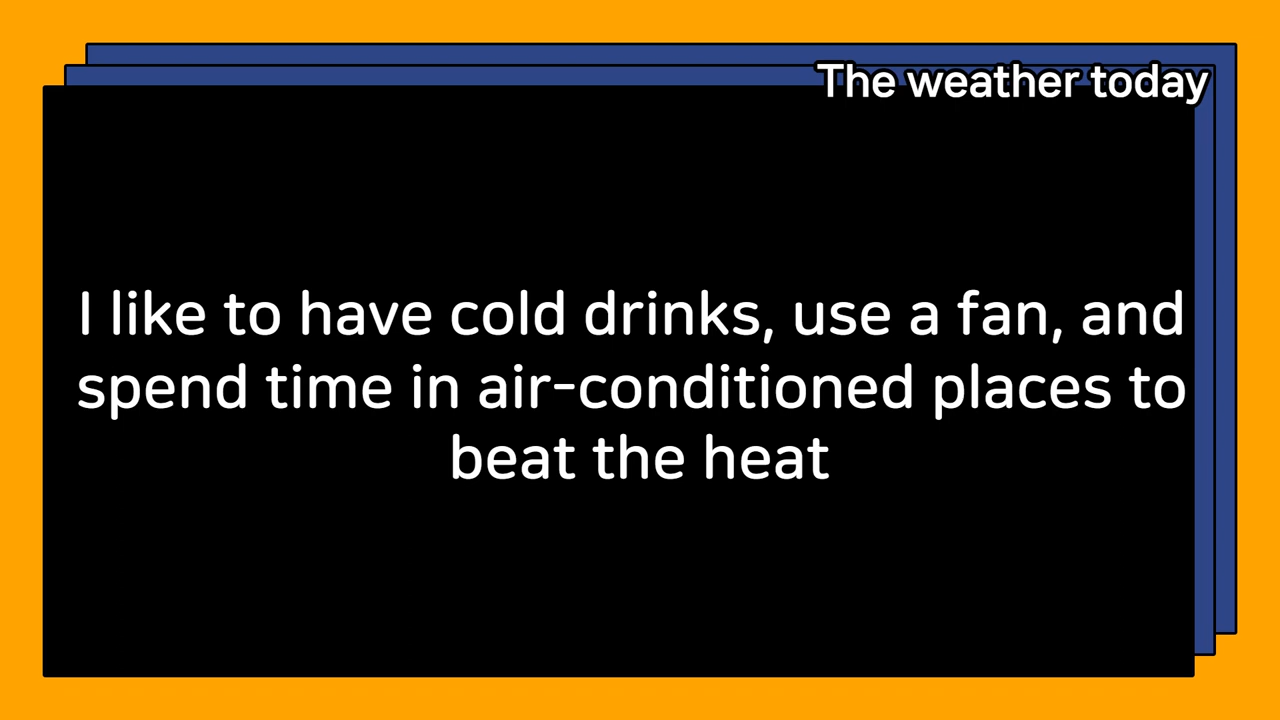 The weather today
I like to have cold drinks, use a fan, and
spend time in air-conditioned places to
beat the heat